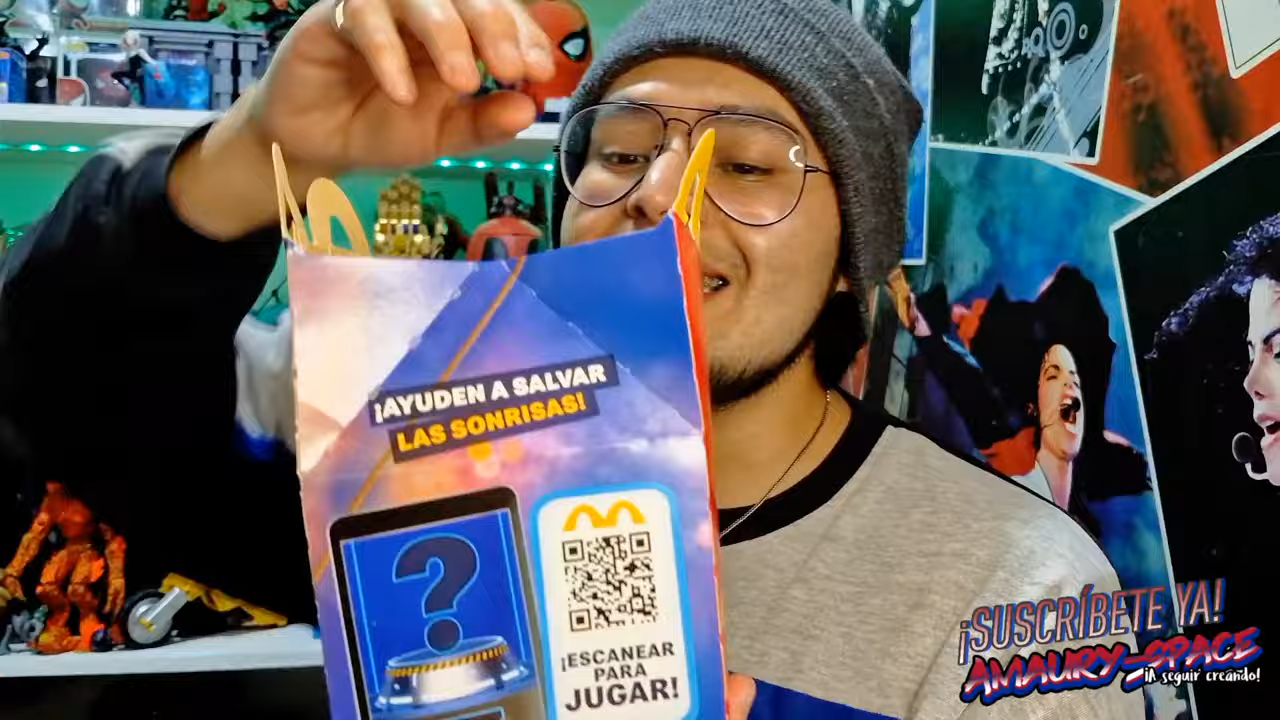 ¡AYUDEN A SALVAR
LAS SONRISAS!
?
¡ESCANEAR
PARA
JUGAR!
¡SUSCRÍBETE YA!
AMAURY-SPACE
¡A seguir creando!